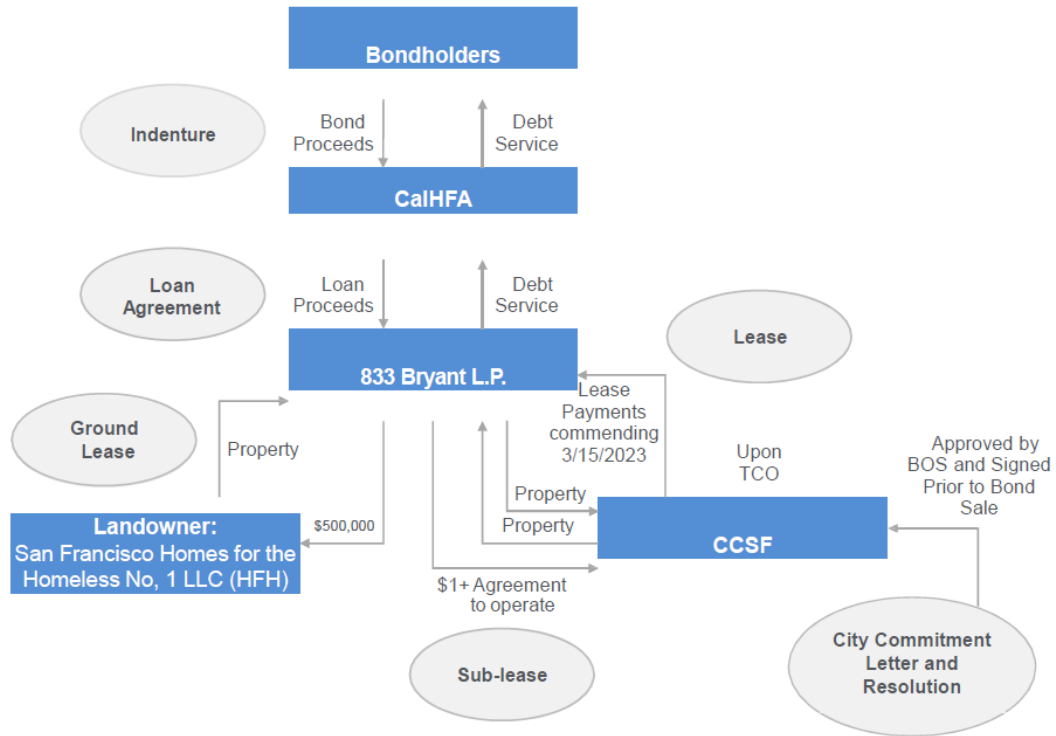 Bondholders
Indenture
Bond
Proceeds
Debt
Service
CalHFA
Loan
Agreement
Loan
Proceeds
Debt
Service
Lease
833 Bryant L.P.
Ground
Lease
Property
Lease
Payments
commending
3/15/2023
Upon
TCO
Approved by
BOS and Signed
Prior to Bond
Sale
Property
Property
$500,000
Landowner:
San Francisco Homes for the
Homeless No, 1 LLC (HFH)
CCSF
$1+ Agreement
to operate
Sub-lease
City Commitment
Letter and
Resolution